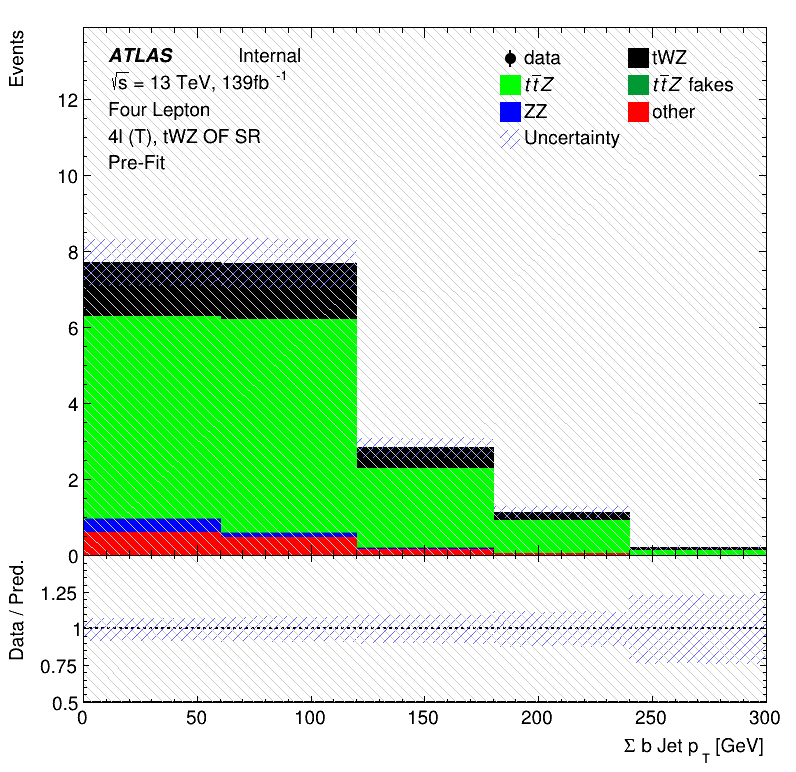 Events
ATLAS Internal
√s = 13 TeV, 139fb -1
Four Lepton
4l (T), tWZ OF SR
Pre-Fit
data tWZ
tt̄Z tt̄Z fakes
ZZ other
Uncertainty
12
10
8
6
4
2
0
Data / Pred.
1.25
1
0.75
0.5
0 50 100 150 200 250 300
Σ b Jet p T [GeV]